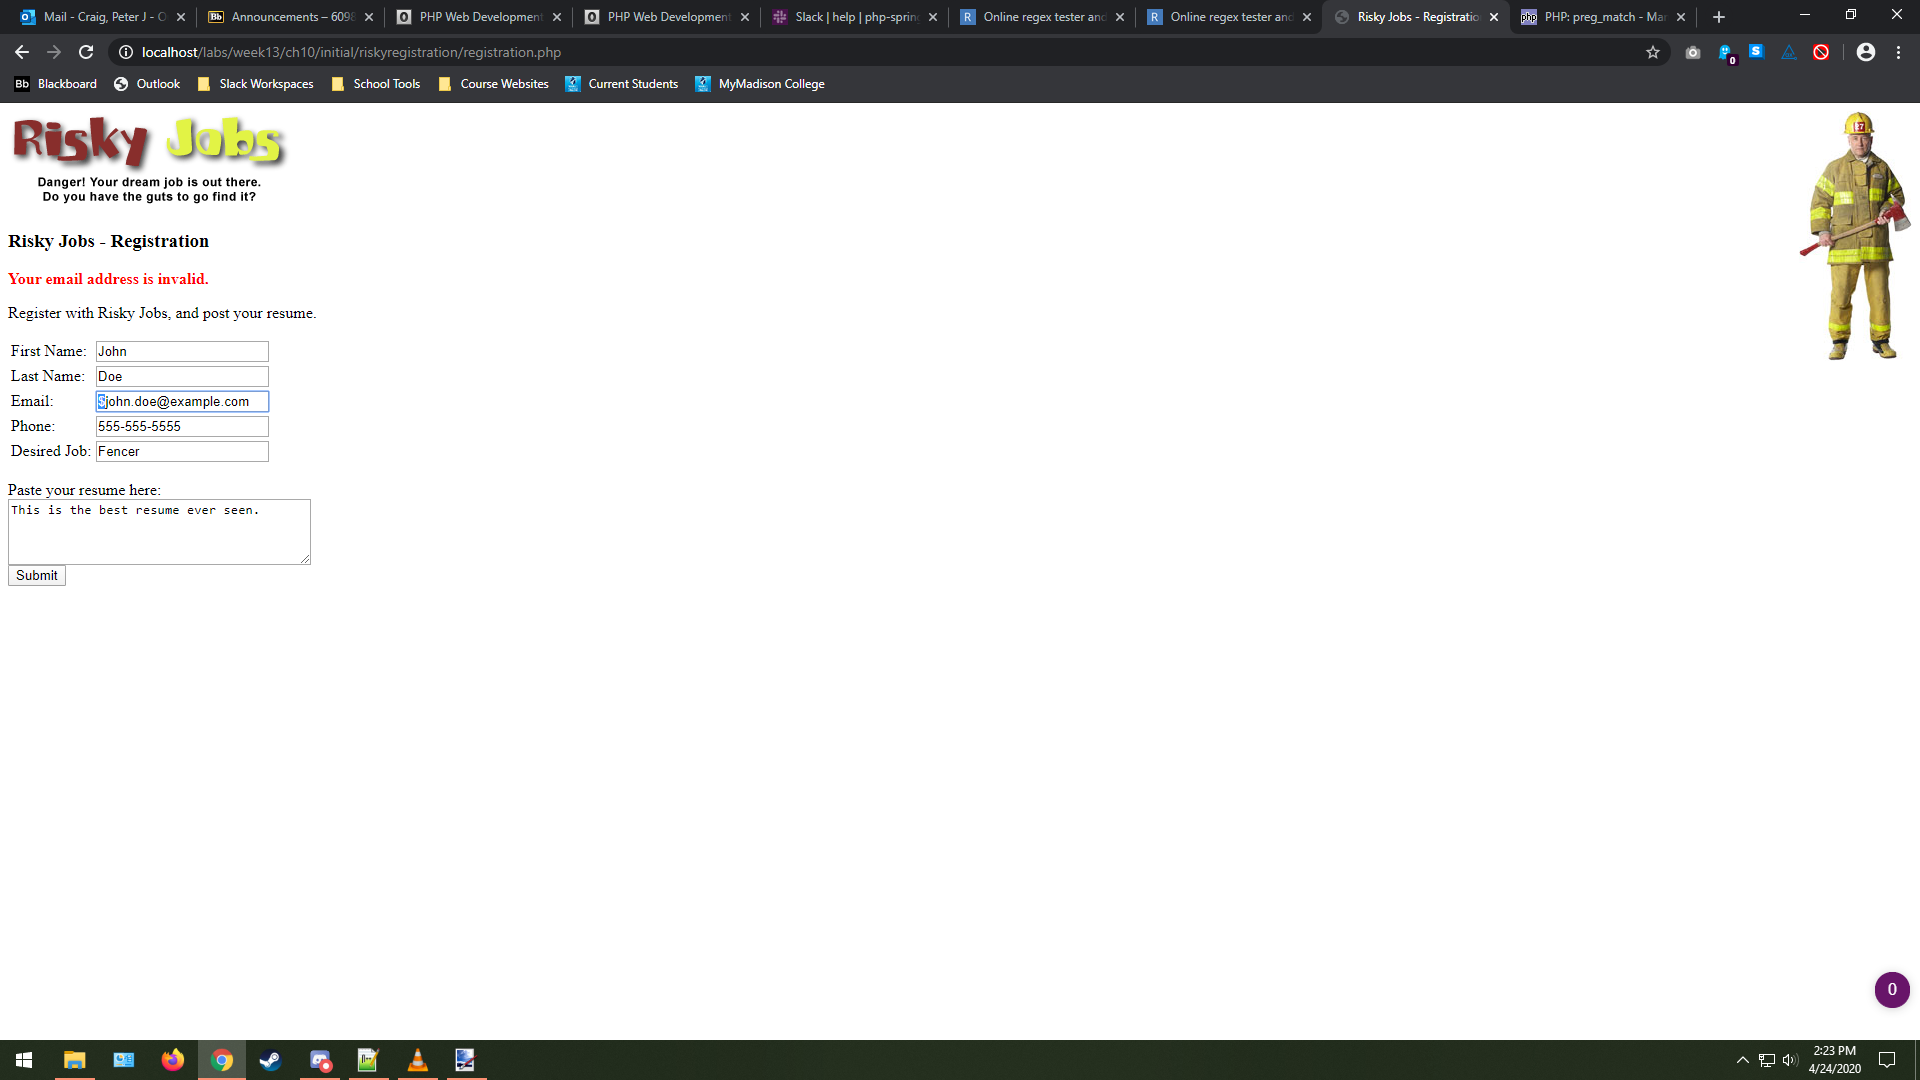 Mail - Craig, Peter J - O
Announcements – 6098
PHP Web Development
PHP Web Development
Slack | help | php-spring
Online regex tester and
Online regex tester and
Risky Jobs - Registratio
PHP: preg_match - Mar
localhost/labs/week13/ch10/initial/riskyregistration/registration.php
Blackboard
Outlook
Slack Workspaces
School Tools
Course Websites
Current Students
MyMadison College
Risky Jobs
Danger! Your dream job is out there.
Do you have the guts to go find it?
Risky Jobs - Registration
Your email address is invalid.
Register with Risky Jobs, and post your resume.
First Name: John
Last Name: Doe
Email: $john.doe@example.com
Phone: 555-555-5555
Desired Job: Fencer
Paste your resume here:
This is the best resume ever seen.
Submit
0
2:23 PM
4/24/2020